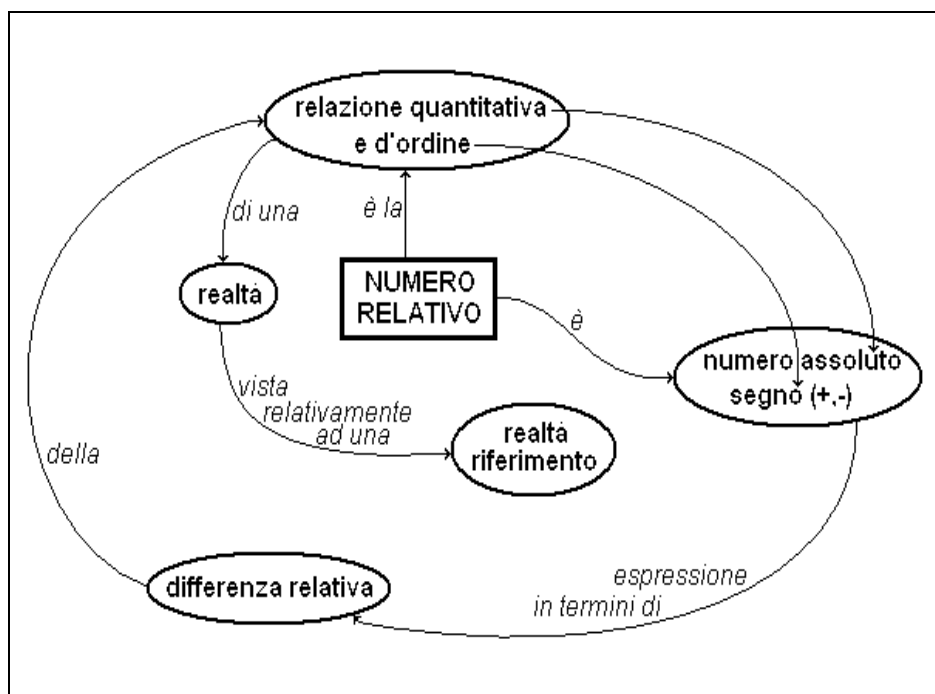 relazione quantitativa
e d'ordine
di una
è la
realtà
NUMERO
RELATIVO
è
numero assoluto
segno (+,-)
vista
relativamente
ad una
realtà
riferimento
della
differenza relativa
espressione
in termini di